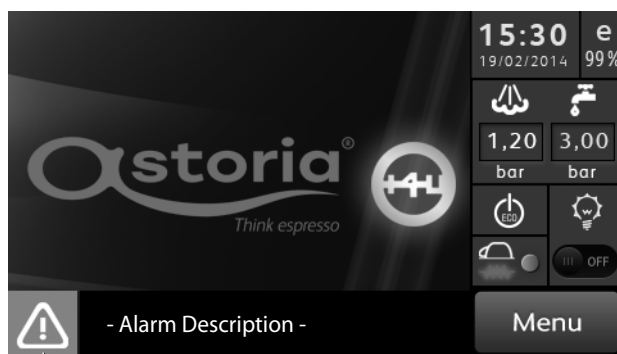 15:30
19/02/2014
e
99%
1,20
bar
3,00
bar
astoria®
+4U
Think espresso
ECO
OFF
- Alarm Description -
Menu